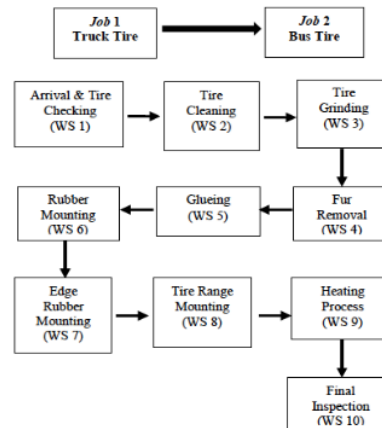 Job 1
Truck Tire
Job 2
Bus Tire
Arrival & Tire
Checking
(WS 1)
Tire
Cleaning
(WS 2)
Tire
Grinding
(WS 3)
Rubber
Mounting
(WS 6)
Glueing
(WS 5)
Fur
Removal
(WS 4)
Edge
Rubber
Mounting
(WS 7)
Tire Range
Mounting
(WS 8)
Heating
Process
(WS 9)
Final
Inspection
(WS 10)